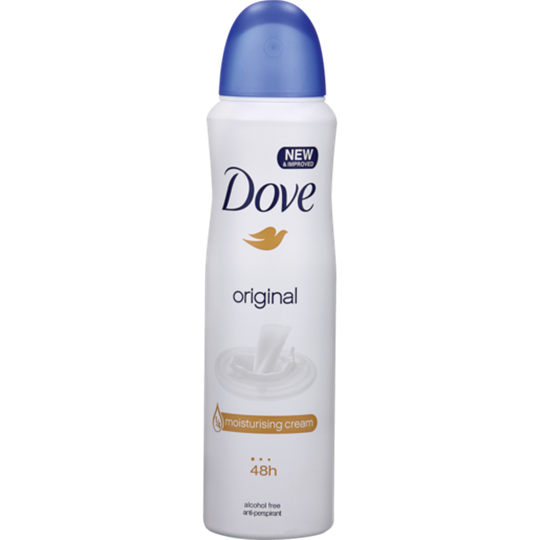 NEW
& IMPROVED
Dove
original
moisturising cream
48h
alcohol free
anti-perspirant